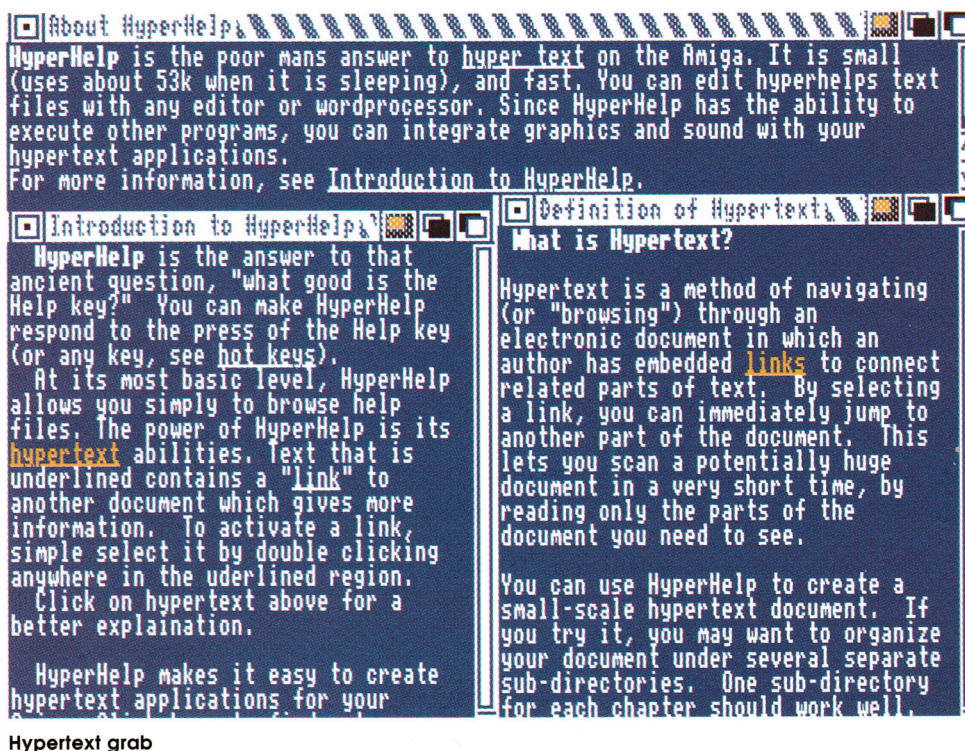 About HyperHelp
HyperHelp is the poor mans answer to hyper text on the Amiga. It is small
(uses about 53k when it is sleeping), and fast. You can edit hyperhelps text
files with any editor or wordprocessor. Since HyperHelp has the ability to
execute other programs, you can integrate graphics and sound with your
hypertext applications.
For more information, see Introduction to HyperHelp.
Introduction to HyperHelp
HyperHelp is the answer to that
ancient question, "what good is the
Help key?" You can make HyperHelp
respond to the press of the Help key
(or any key, see hot keys).
At its most basic level, HyperHelp
allows you simply to browse help
files. The power of HyperHelp is its
hypertext abilities. Text that is
underlined contains a "link" to
another document which gives more
information. To activate a link,
simple select it by double clicking
anywhere in the uderlined region.
Click on hypertext above for a
better explaination.
HyperHelp makes it easy to create
hypertext applications for your
Definition of Hypertext
What is Hypertext?
Hypertext is a method of navigating
(or "browsing") through an
electronic document in which an
author has embedded links to connect
related parts of text. By selecting
a link, you can immediately jump to
another part of the document. This
lets you scan a potentially huge
document in a very short time, by
reading only the parts of the
document you need to see.
You can use HyperHelp to create a
small-scale hypertext document. If
you try it, you may want to organize
your document under several separate
sub-directories. One sub-directory
for each chapter should work well.
Hypertext grab